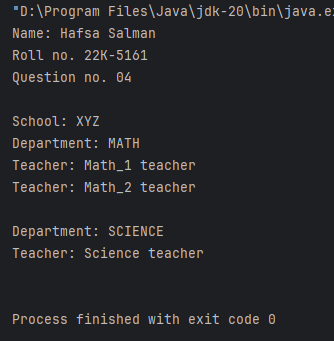 "D:\Program Files\Java\jdk-20\bin\java.ex
Name: Hafsa Salman
Roll no. 22K-5161
Question no. 04
School: XYZ
Department: MATH
Teacher: Math_1 teacher
Teacher: Math_2 teacher
Department: SCIENCE
Teacher: Science teacher
Process finished with exit code 0